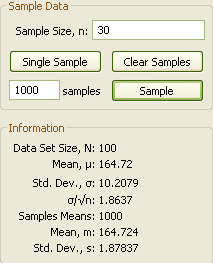 Sample Data
Sample Size, n: 30
Single Sample Clear Samples
1000 samples Sample
Information
Data Set Size, N: 100
Mean, μ: 164.72
Std. Dev., σ: 10.2079
σ/√n: 1.8637
Samples Means: 1000
Mean, m: 164.724
Std. Dev., s: 1.87837